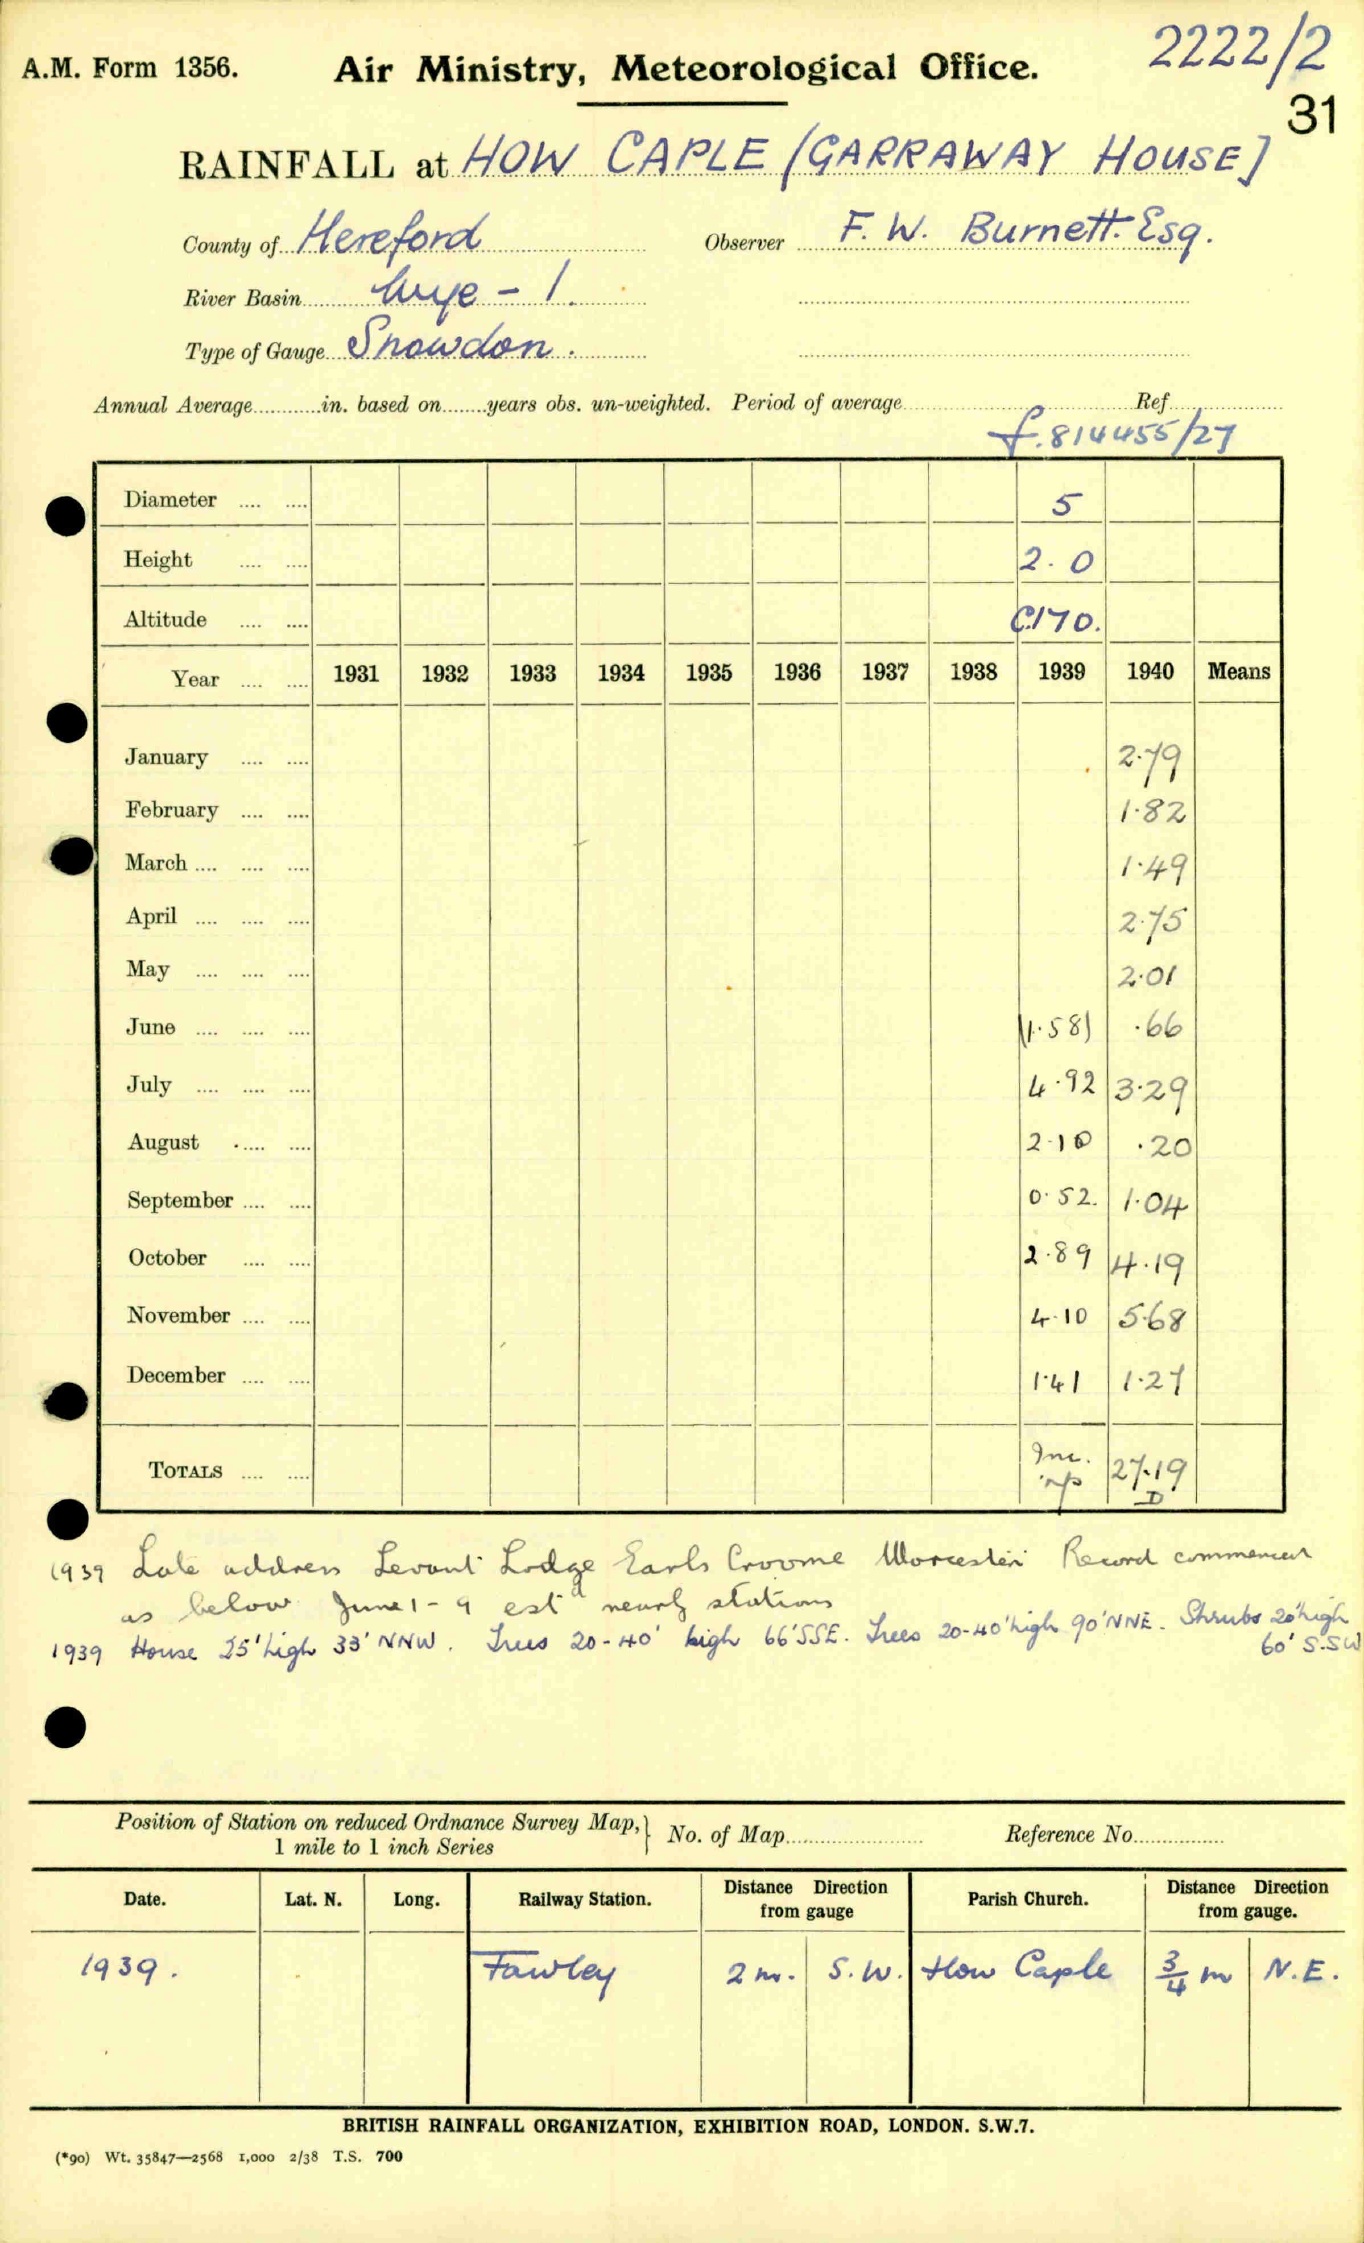 2222/2
A.M. Form 1356. Air Ministry, Meteorological Office.
31
RAINFALL at HOW CAPLE (GARRAWAY HOUSE]
County of Hereford Observer F. W. Burnett. Esq.
River Basin Wye - 1.
Type of Gauge Snowdon.
Annual Average in. based on years obs. un-weighted. Period of average Ref
f. 814455/27
Diameter 5
Height 2. 0
Altitude C.170.
Year 1931 1932 1933 1934 1935 1936 1937 1938 1939 1940 Means
January 2.79
February 1.82
March 1.49
April 2.75
May 2.01
June (1.58) .66
July 4.92 3.29
August 2.10 .20
September 0.52. 1.04
October 2.89 4.19
November 4.10 5.68
December 1.41 1.27
TOTALS Inc. 27.19
D
1939 Late address Levant Lodge Earls Croome Worcester Record commences
as below June 1-9 estd nearby stations
1939 House 25' high 33' NNW. Trees 20-40' high 66' SSE. Trees 20-40' high 90' NNE. Shrubs 20' high
60' S.SW
Position of Station on reduced Ordnance Survey Map,} No. of Map Reference No.
1 mile to 1 inch Series
Date. Lat. N. Long. Railway Station. Distance Direction from gauge Parish Church. Distance Direction from gauge.
1939. Fawley 2 m. S.W. How Caple 3/4 m N.E.
BRITISH RAINFALL ORGANIZATION, EXHIBITION ROAD, LONDON. S.W.7.
(*90) Wt. 35847—2568 1,000 2/38 T.S. 700